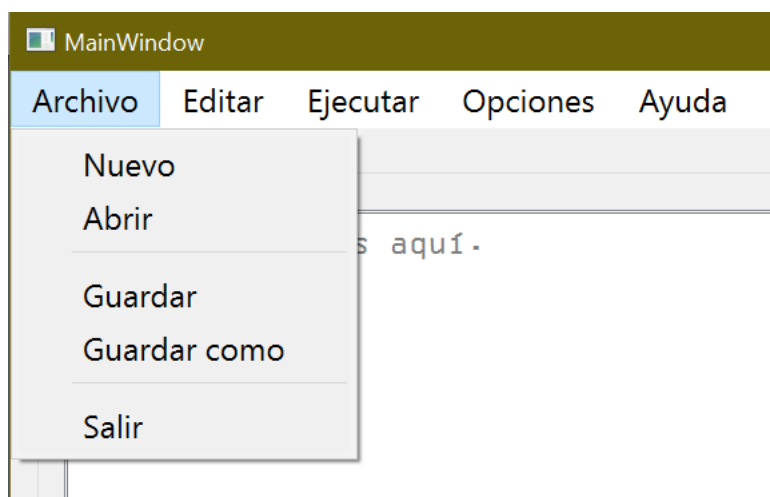 MainWindow
Archivo Editar Ejecutar Opciones Ayuda
Nuevo
Abrir
aquí.
Guardar
Guardar como
Salir